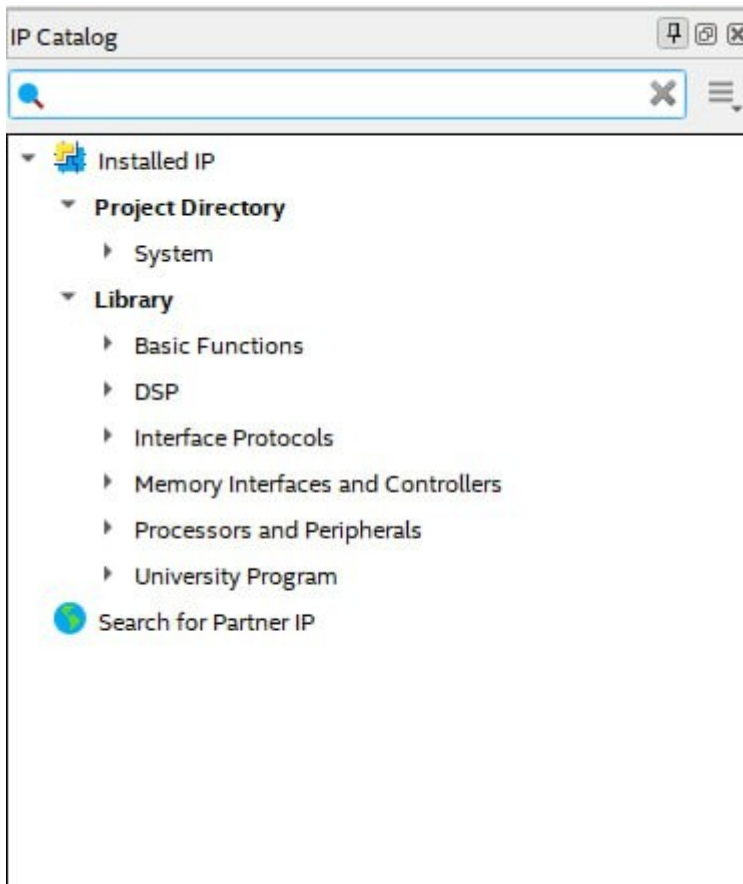 IP Catalog
Installed IP
Project Directory
System
Library
Basic Functions
DSP
Interface Protocols
Memory Interfaces and Controllers
Processors and Peripherals
University Program
Search for Partner IP